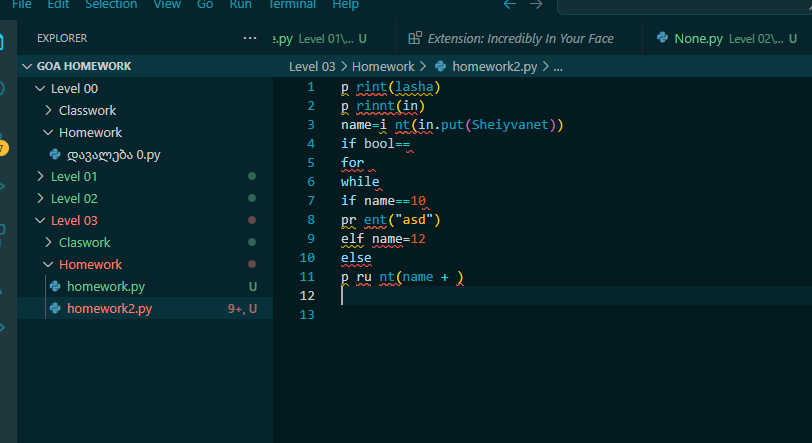 File Edit Selection View Go Run Terminal Help
EXPLORER
e.py Level 01\... U
Extension: Incredibly In Your Face
None.py Level 02\... U
GOA HOMEWORK
Level 03 > Homework > homework2.py > ...
Level 00
Classwork
Homework
დავალება 0.py
Level 01
Level 02
Level 03
Claswork
Homework
homework.py U
homework2.py 9+, U
7
1 p rint(lasha)
2 p rinnt(in)
3 name=i nt(in.put(Sheiyvanet))
4 if bool==
5 for
6 while
7 if name==10
8 pr ent("asd")
9 elf name=12
10 else
11 p ru nt(name + )
12
13